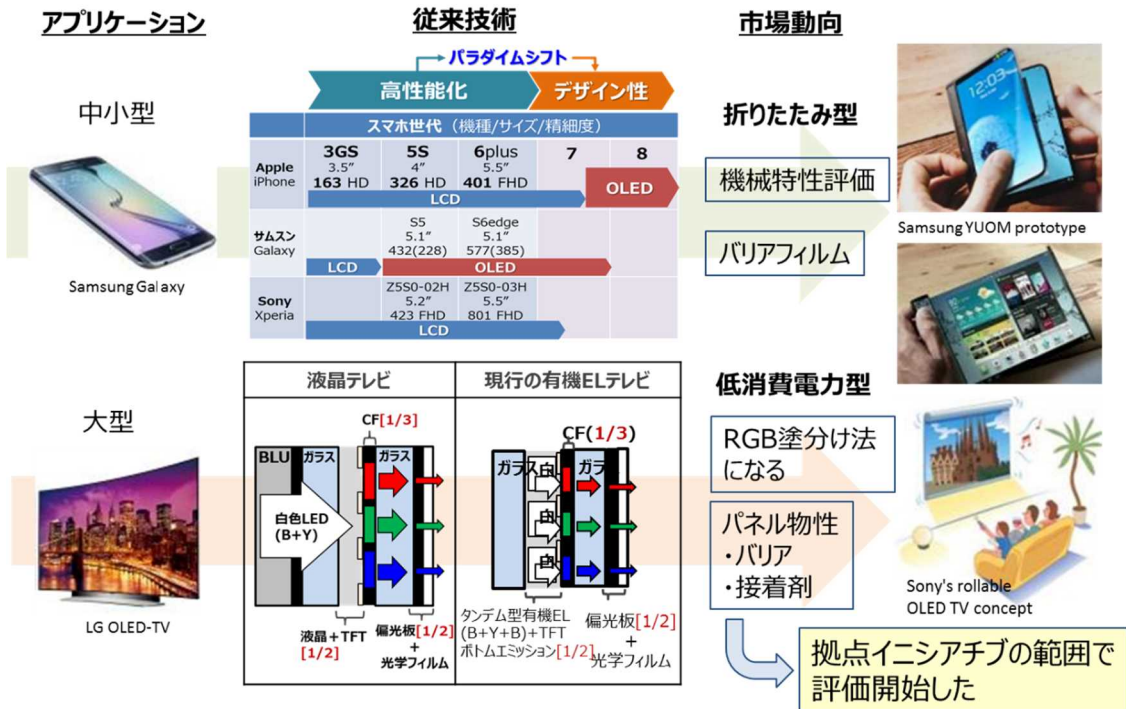 アプリケーション
従来技術
市場動向
パラダイムシフト
高性能化
デザイン性
中小型
Samsung Galaxy
スマホ世代（機種/サイズ/精細度）
Apple
iPhone
3GS
3.5”
163 HD
5S
4”
326 HD
6plus
5.5”
401 FHD
7
8
LCD
OLED
サムスン
Galaxy
S5
5.1”
432(228)
S6edge
5.1”
577(385)
LCD
OLED
Sony
Xperia
Z5S0-02H
5.2”
423 FHD
Z5S0-03H
5.5”
801 FHD
LCD
折りたたみ型
機械特性評価
バリアフィルム
12:03
Samsung YUOM prototype
大型
LG OLED-TV
液晶テレビ
CF[1/3]
BLU
ガラス
ガラス
白色LED
(B+Y)
液晶＋TFT
[1/2]
偏光板[1/2]
+
光学フィルム
現行の有機ELテレビ
CF(1/3)
ガラス
白
ガラ
白
白
タンデム型有機EL
(B+Y+B)＋TFT
ボトムエミッション[1/2]
偏光板[1/2]
+
光学フィルム
低消費電力型
RGB塗分け法
になる
パネル物性
・バリア
・接着剤
Sony's rollable
OLED TV concept
拠点イニシアチブの範囲で
評価開始した